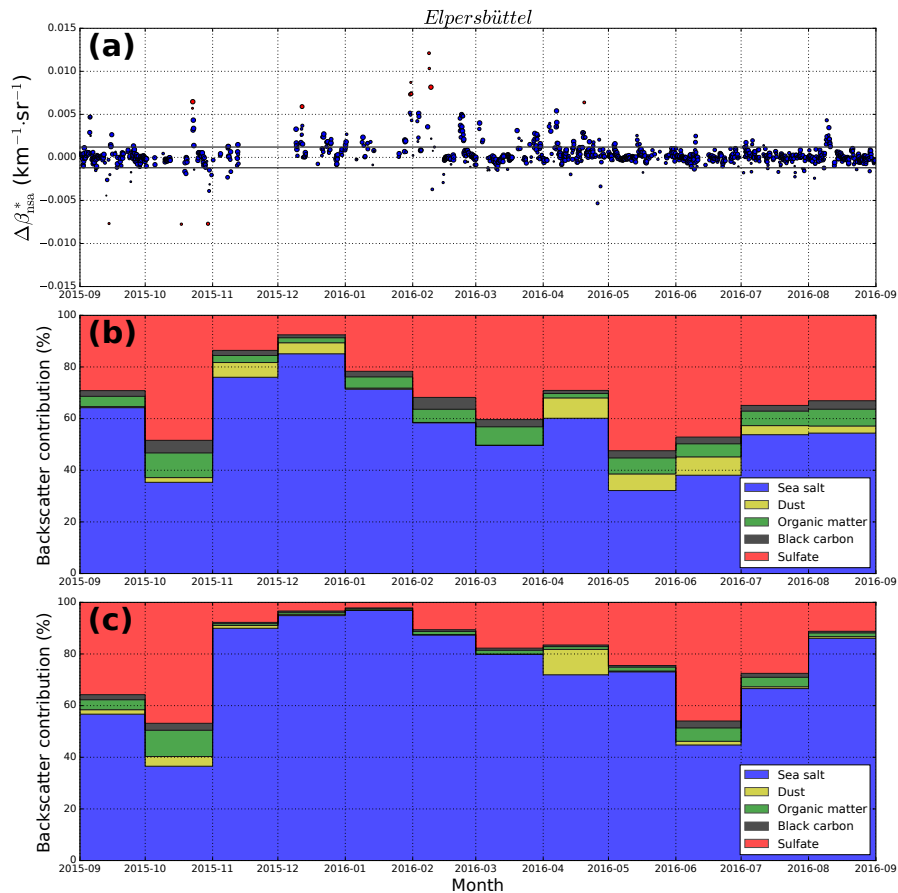 Elpersbüttel
(a)
Δβ*nsa (km−1·sr−1)
0.015
0.010
0.005
0.000
−0.005
−0.010
−0.015
2015-09 2015-10 2015-11 2015-12 2016-01 2016-02 2016-03 2016-04 2016-05 2016-06 2016-07 2016-08 2016-09
(b)
Backscatter contribution (%)
100
80
60
40
20
0
Sea salt
Dust
Organic matter
Black carbon
Sulfate
2015-09 2015-10 2015-11 2015-12 2016-01 2016-02 2016-03 2016-04 2016-05 2016-06 2016-07 2016-08 2016-09
(c)
Backscatter contribution (%)
100
80
60
40
20
0
Sea salt
Dust
Organic matter
Black carbon
Sulfate
2015-09 2015-10 2015-11 2015-12 2016-01 2016-02 2016-03 2016-04 2016-05 2016-06 2016-07 2016-08 2016-09
Month